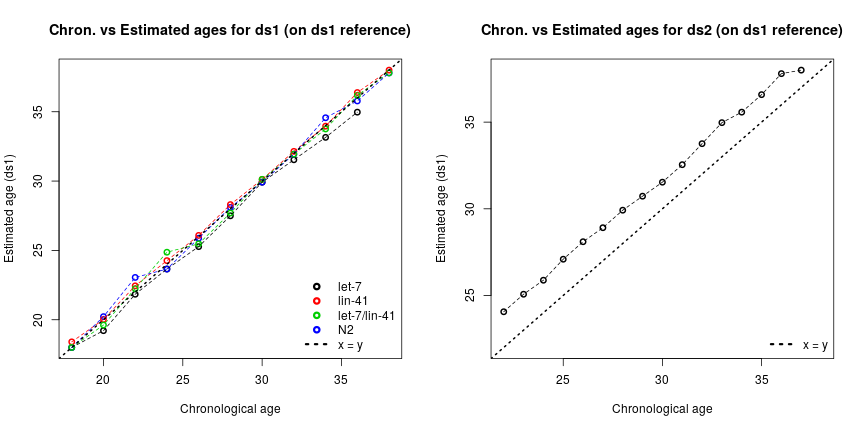 Chron. vs Estimated ages for ds1 (on ds1 reference)
Estimated age (ds1)
35
30
25
20
let-7
lin-41
let-7/lin-41
N2
x = y
20 25 30 35
Chronological age
Chron. vs Estimated ages for ds2 (on ds1 reference)
Estimated age (ds1)
35
30
25
x = y
25 30 35
Chronological age